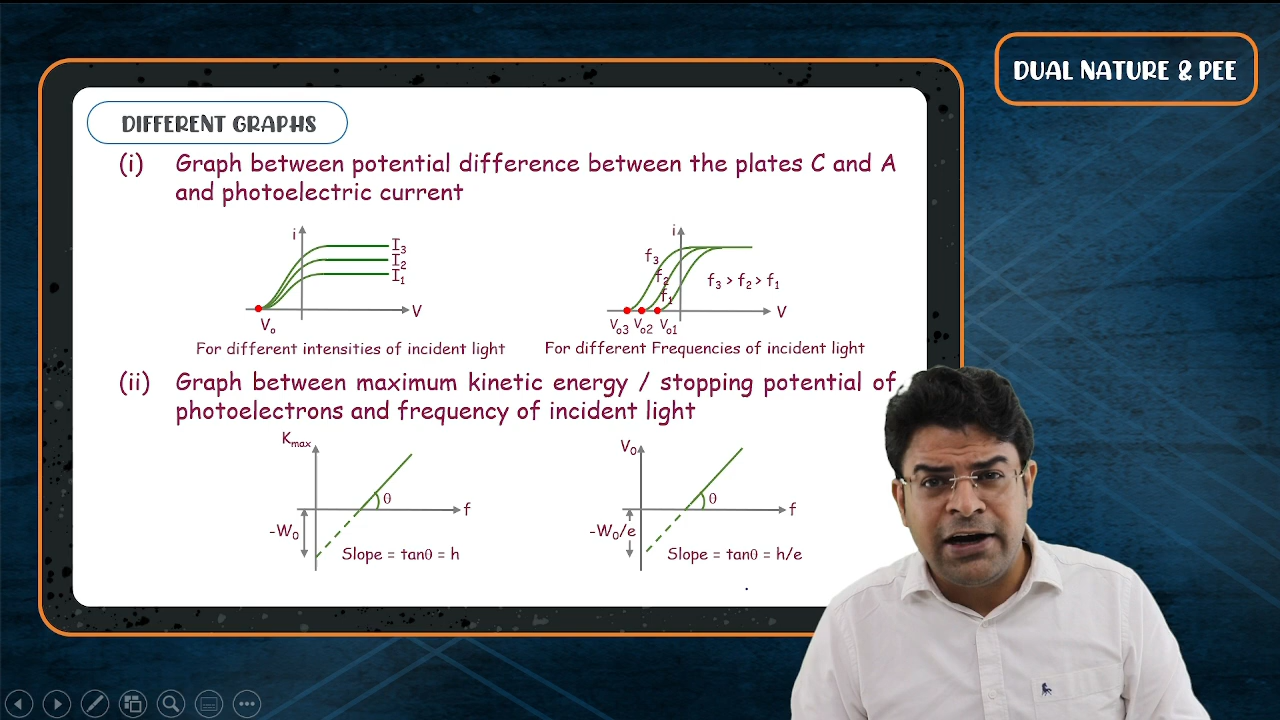 DUAL NATURE & PEE
DIFFERENT GRAPHS
(i) Graph between potential difference between the plates C and A
and photoelectric current
i
I₃
I₂
I₁
V
V₀
For different intensities of incident light
i
f₃
f₂
f₁
f₃ > f₂ > f₁
V
Vₒ₃ Vₒ₂ Vₒ₁
For different Frequencies of incident light
(ii) Graph between maximum kinetic energy / stopping potential of
photoelectrons and frequency of incident light
Kmax
θ
f
-W₀
Slope = tanθ = h
V₀
θ
f
-W₀/e
Slope = tanθ = h/e